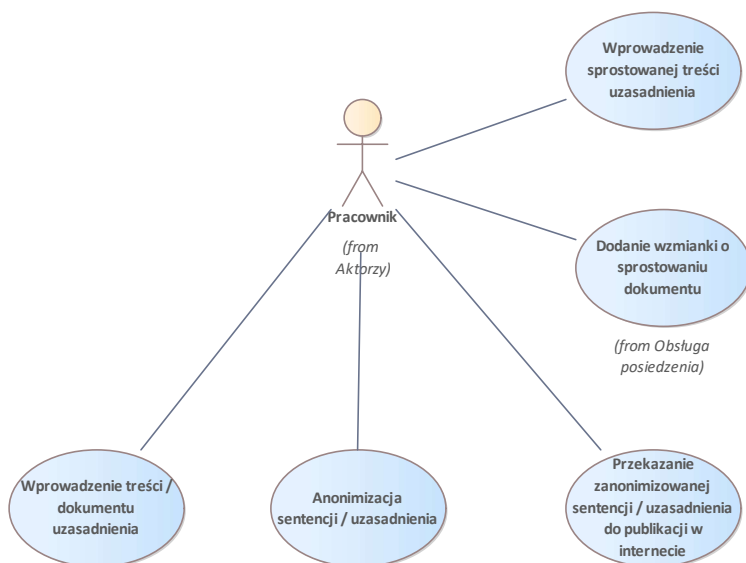 Wprowadzenie
sprostowanej treści
uzasadnienia
Pracownik
(from
Aktorzy)
Dodanie wzmianki o
sprostowaniu
dokumentu
(from Obsługa
posiedzenia)
Wprowadzenie treści /
dokumentu
uzasadnienia
Anonimizacja
sentencji / uzasadnienia
Przekazanie
zanonimizowanej
sentencji / uzasadnienia
do publikacji w
internecie